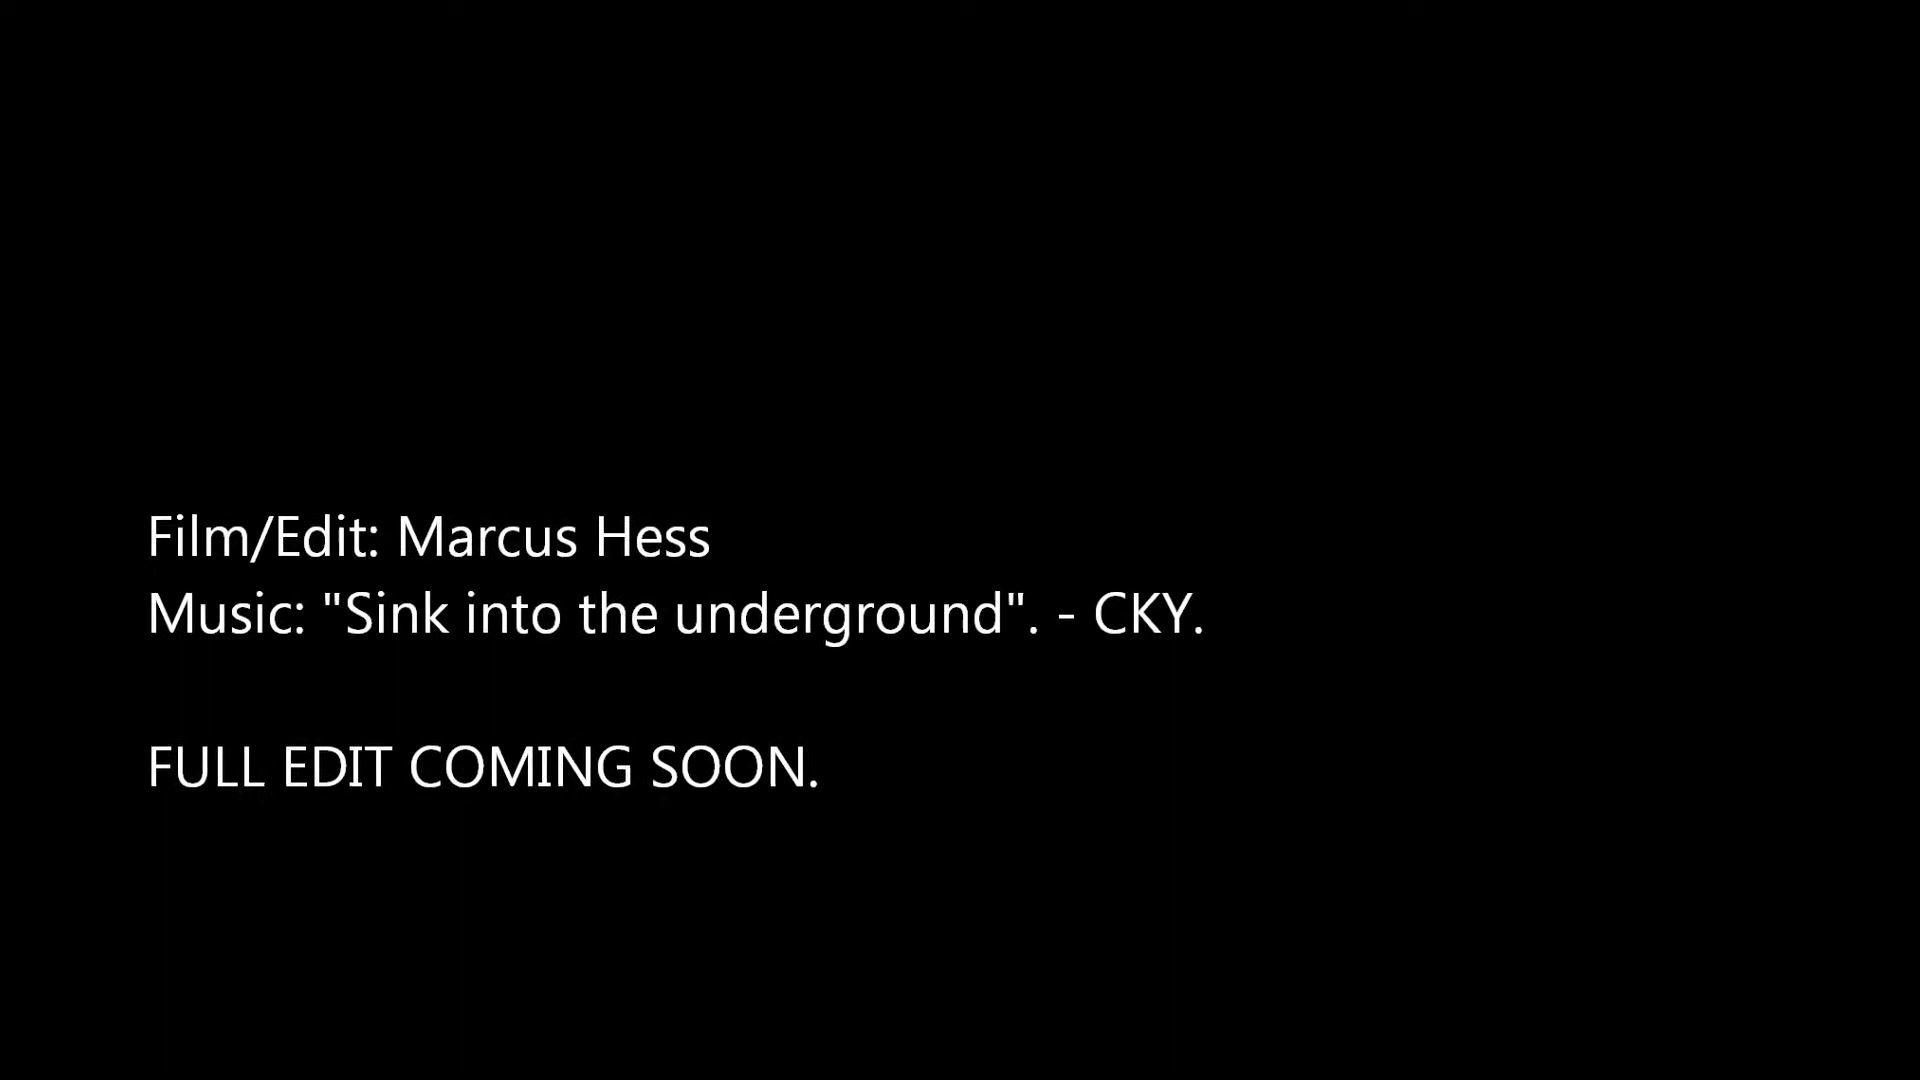 Film/Edit: Marcus Hess
Music: "Sink into the underground". - CKY.
FULL EDIT COMING SOON.